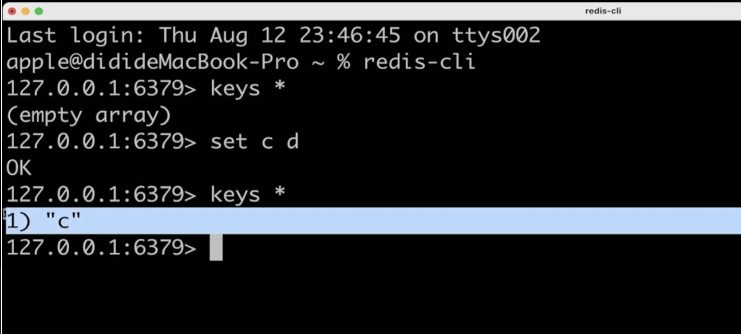 redis-cli
Last login: Thu Aug 12 23:46:45 on ttys002
apple@didideMacBook-Pro ~ % redis-cli
127.0.0.1:6379> keys *
(empty array)
127.0.0.1:6379> set c d
OK
127.0.0.1:6379> keys *
1) "c"
127.0.0.1:6379>